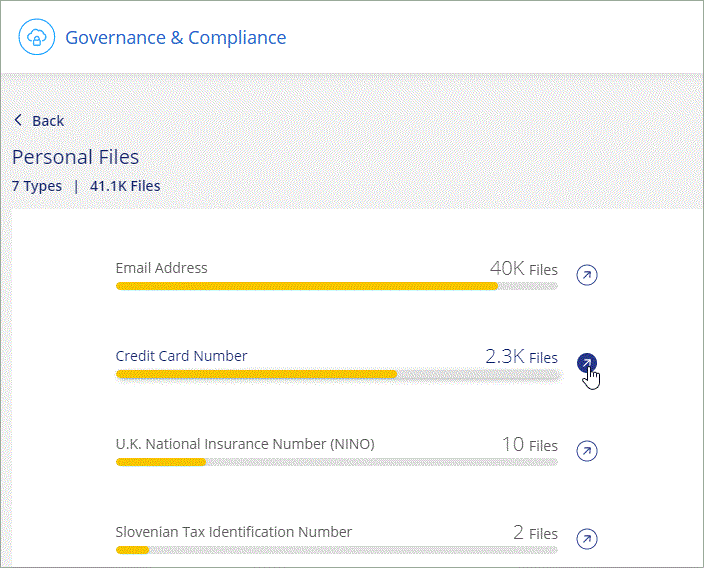 Governance & Compliance
Back
Personal Files
7 Types | 41.1K Files
Email Address 40K Files
Credit Card Number 2.3K Files
U.K. National Insurance Number (NINO) 10 Files
Slovenian Tax Identification Number 2 Files